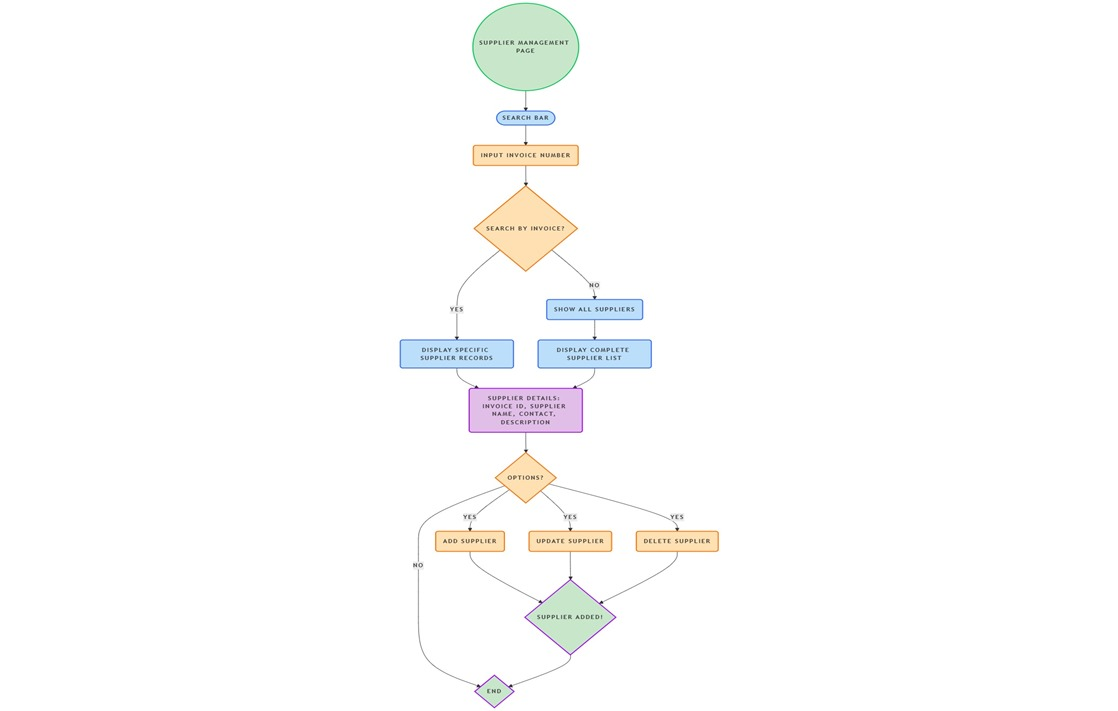 SUPPLIER MANAGEMENT
PAGE
SEARCH BAR
INPUT INVOICE NUMBER
SEARCH BY INVOICE?
NO
YES
SHOW ALL SUPPLIERS
DISPLAY SPECIFIC
SUPPLIER RECORDS
DISPLAY COMPLETE
SUPPLIER LIST
SUPPLIER DETAILS:
INVOICE ID, SUPPLIER
NAME, CONTACT,
DESCRIPTION
OPTIONS?
YES
YES
YES
ADD SUPPLIER
UPDATE SUPPLIER
DELETE SUPPLIER
NO
SUPPLIER ADDED!
END